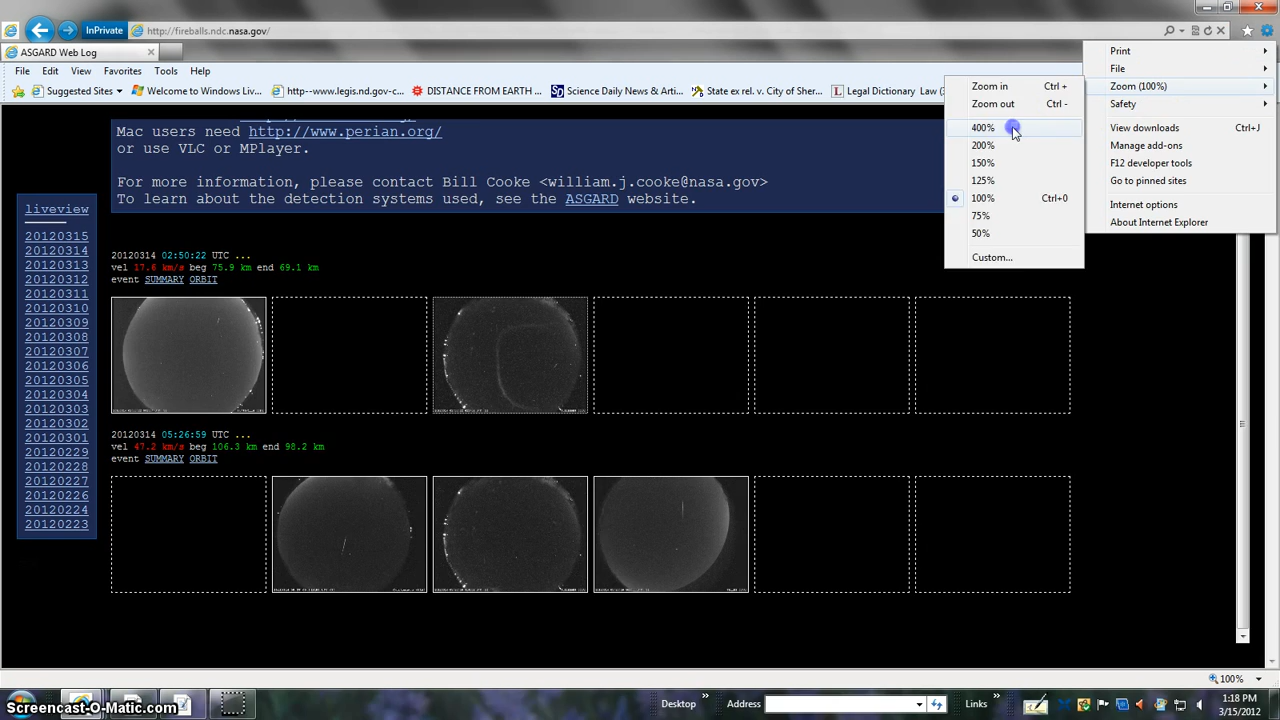 InPrivate http://fireballs.ndc.nasa.gov/
ASGARD Web Log
File Edit View Favorites Tools Help
Suggested Sites Welcome to Windows Livi... http--www.legis.nd.gov-c... DISTANCE FROM EARTH ... Science Daily News & Arti... State ex rel. v. City of Sher... Legal Dictionary Law (
Print
File
Zoom (100%)
Safety
View downloads Ctrl+J
Manage add-ons
F12 developer tools
Go to pinned sites
Internet options
About Internet Explorer
Zoom in Ctrl +
Zoom out Ctrl -
400%
200%
150%
125%
100% Ctrl+0
75%
50%
Custom...
Mac users need http://www.perian.org/
or use VLC or MPlayer.
For more information, please contact Bill Cooke <william.j.cooke@nasa.gov>
To learn about the detection systems used, see the ASGARD website.
liveview
20120315
20120314
20120313
20120312
20120311
20120310
20120309
20120308
20120307
20120306
20120305
20120304
20120303
20120302
20120301
20120229
20120228
20120227
20120226
20120224
20120223
20120314 02:50:22 UTC ...
vel 17.6 km/s beg 75.9 km end 69.1 km
event SUMMARY ORBIT
20120314 05:26:59 UTC ...
vel 47.2 km/s beg 106.3 km end 98.2 km
event SUMMARY ORBIT
100%
Desktop Address Links
1:18 PM
3/15/2012
Screencast-O-Matic.com